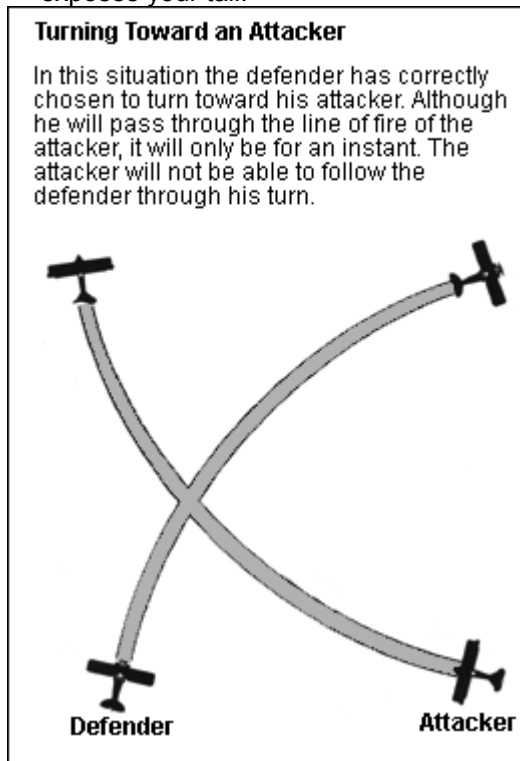 Turning Toward an Attacker
In this situation the defender has correctly
chosen to turn toward his attacker. Although
he will pass through the line of fire of the
attacker, it will only be for an instant. The
attacker will not be able to follow the
defender through his turn.
Defender
Attacker